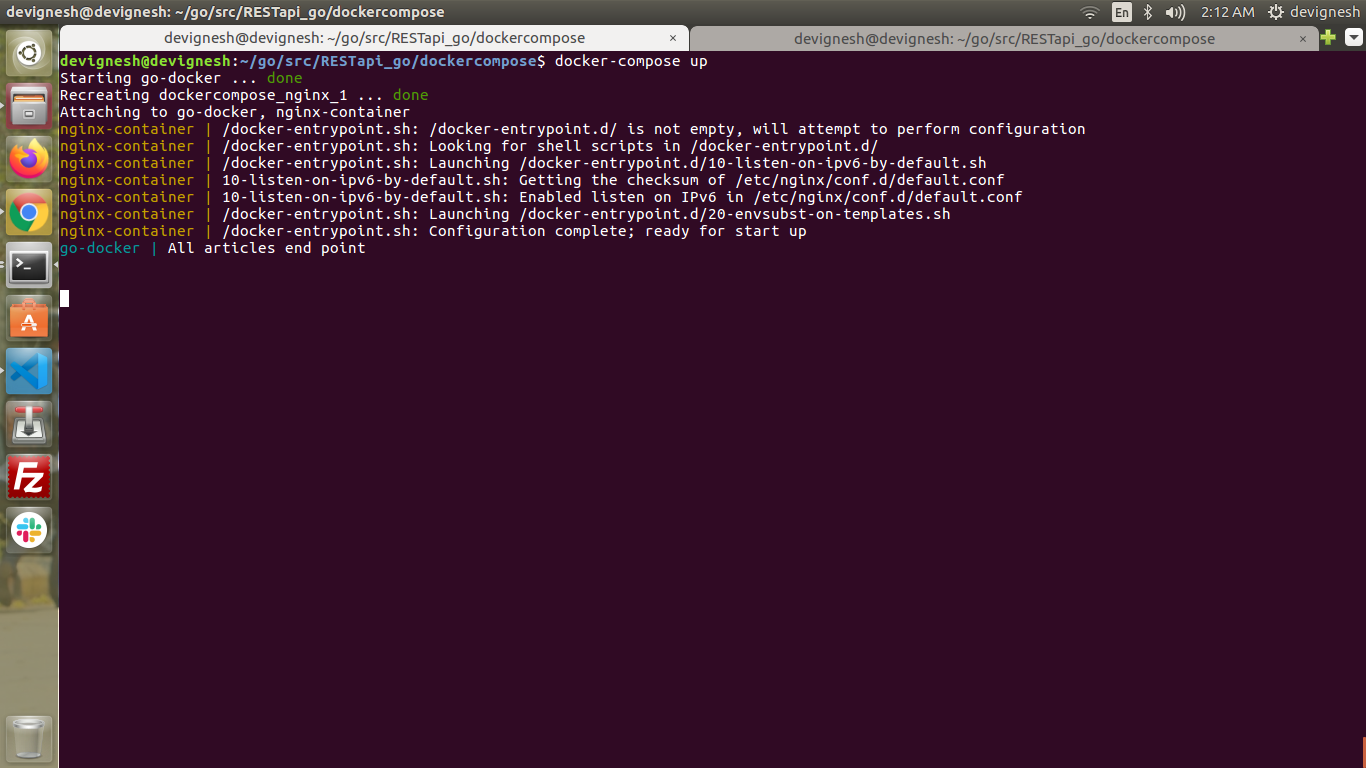 devignesh@devignesh: ~/go/src/RESTapi_go/dockercompose
En
2:12 AM
devignesh
devignesh@devignesh: ~/go/src/RESTapi_go/dockercompose ×
devignesh@devignesh: ~/go/src/RESTapi_go/dockercompose ×
devignesh@devignesh:~/go/src/RESTapi_go/dockercompose$ docker-compose up
Starting go-docker ... done
Recreating dockercompose_nginx_1 ... done
Attaching to go-docker, nginx-container
nginx-container | /docker-entrypoint.sh: /docker-entrypoint.d/ is not empty, will attempt to perform configuration
nginx-container | /docker-entrypoint.sh: Looking for shell scripts in /docker-entrypoint.d/
nginx-container | /docker-entrypoint.sh: Launching /docker-entrypoint.d/10-listen-on-ipv6-by-default.sh
nginx-container | 10-listen-on-ipv6-by-default.sh: Getting the checksum of /etc/nginx/conf.d/default.conf
nginx-container | 10-listen-on-ipv6-by-default.sh: Enabled listen on IPv6 in /etc/nginx/conf.d/default.conf
nginx-container | /docker-entrypoint.sh: Launching /docker-entrypoint.d/20-envsubst-on-templates.sh
nginx-container | /docker-entrypoint.sh: Configuration complete; ready for start up
go-docker | All articles end point
>_
A
Fz